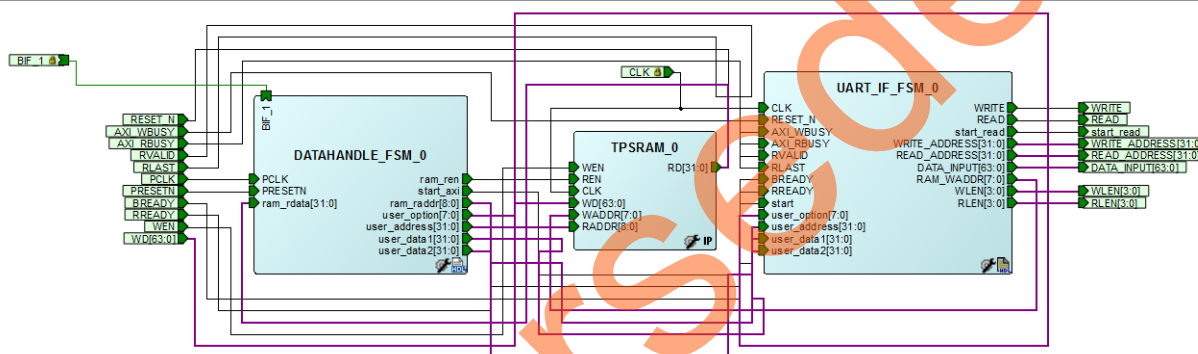 BIF_1
RESET_N
AXI_WBUSY
AXI_RBUSY
RVALID
RLAST
PCLK
PRESETN
BREADY
RREADY
WEN
WD[63:0]
BIF_1
DATAHANDLE_FSM_0
PCLK
PRESETN
ram_rdata[31:0]
ram_ren
start_axi
ram_raddr[8:0]
user_option[7:0]
user_address[31:0]
user_data1[31:0]
user_data2[31:0]
HDL
TPSRAM_0
WEN
REN
CLK
WD[63:0]
WADDR[7:0]
RADDR[8:0]
RD[31:0]
IP
CLK
UART_IF_FSM_0
CLK
RESET_N
AXI_WBUSY
AXI_RBUSY
RVALID
RLAST
BREADY
RREADY
start
user_option[7:0]
user_address[31:0]
user_data1[31:0]
user_data2[31:0]
WRITE
READ
start_read
WRITE_ADDRESS[31:0]
READ_ADDRESS[31:0]
DATA_INPUT[63:0]
RAM_WADDR[7:0]
WLEN[3:0]
RLEN[3:0]
HDL
WRITE
READ
start_read
WRITE_ADDRESS[31:0
READ_ADDRESS[31:0
DATA_INPUT[63:0]
WLEN[3:0]
RLEN[3:0]